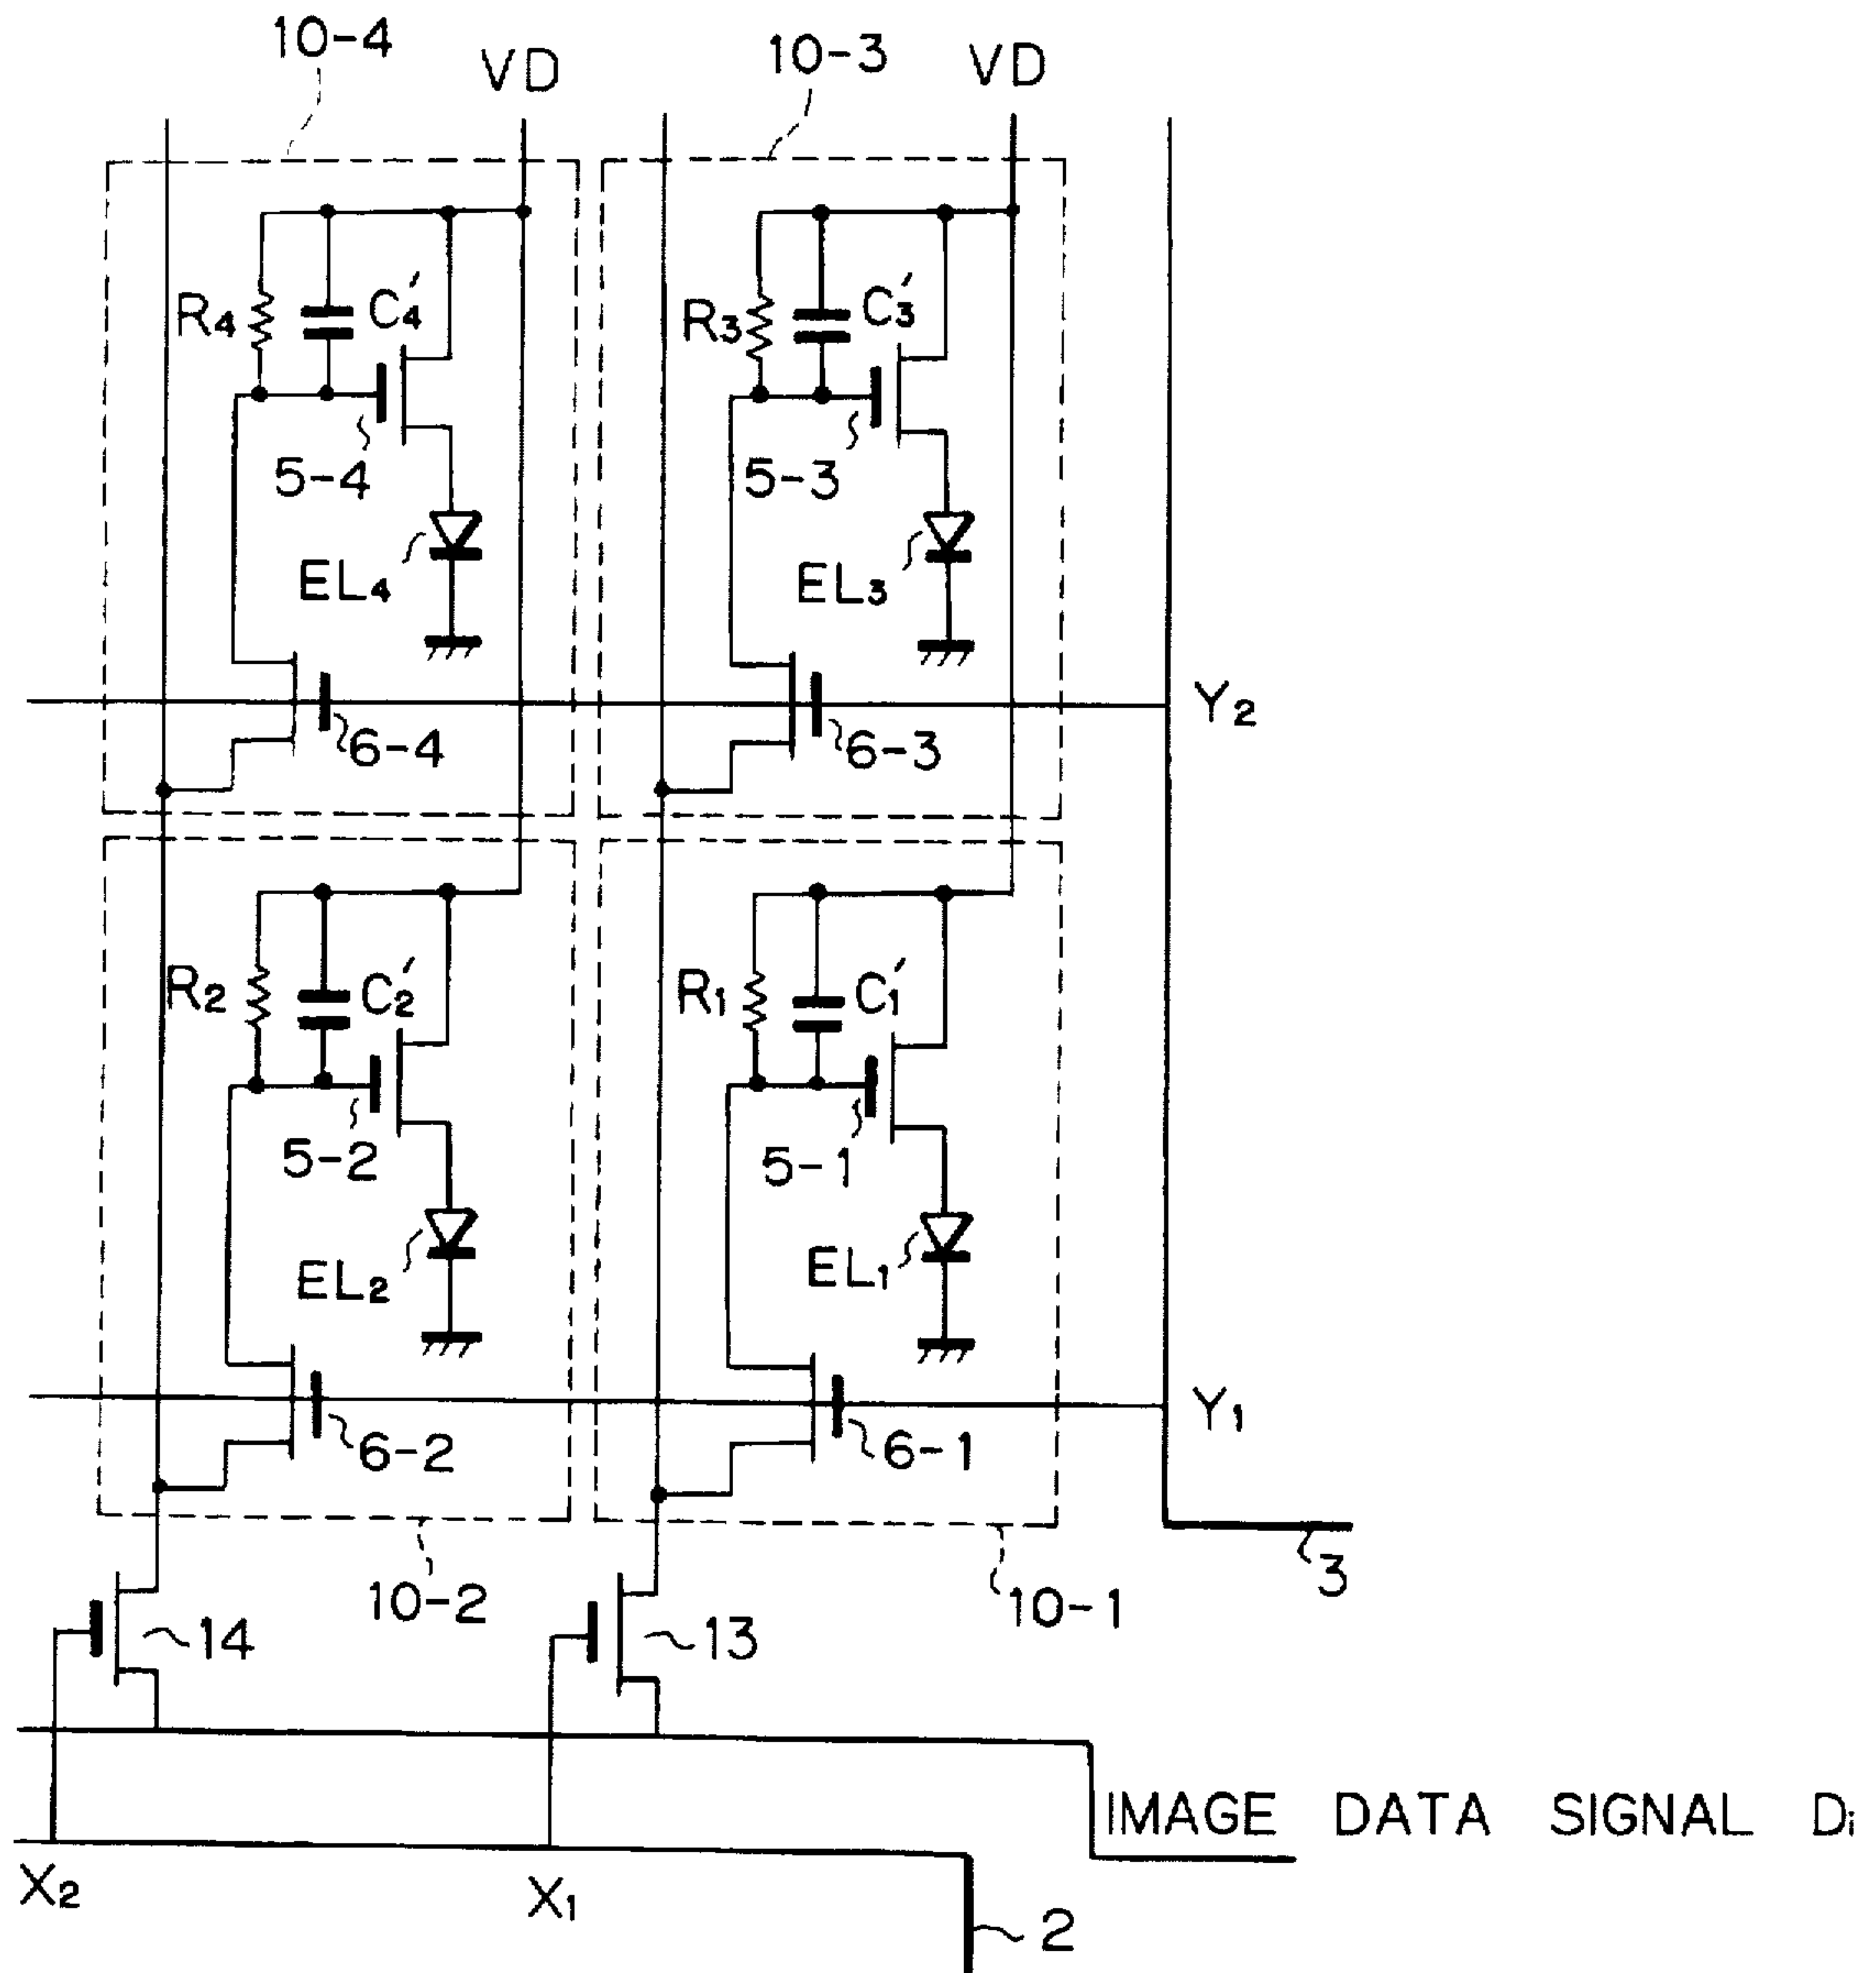 10-4
VD
10-3
VD
R4
C4'
R3
C3'
5-4
5-3
EL4
EL3
Y2
6-4
6-3
R2
C2'
R1
C1'
5-2
5-1
EL2
EL1
Y1
6-2
6-1
3
10-2
10-1
14
13
IMAGE DATA SIGNAL Di
X2
X1
2